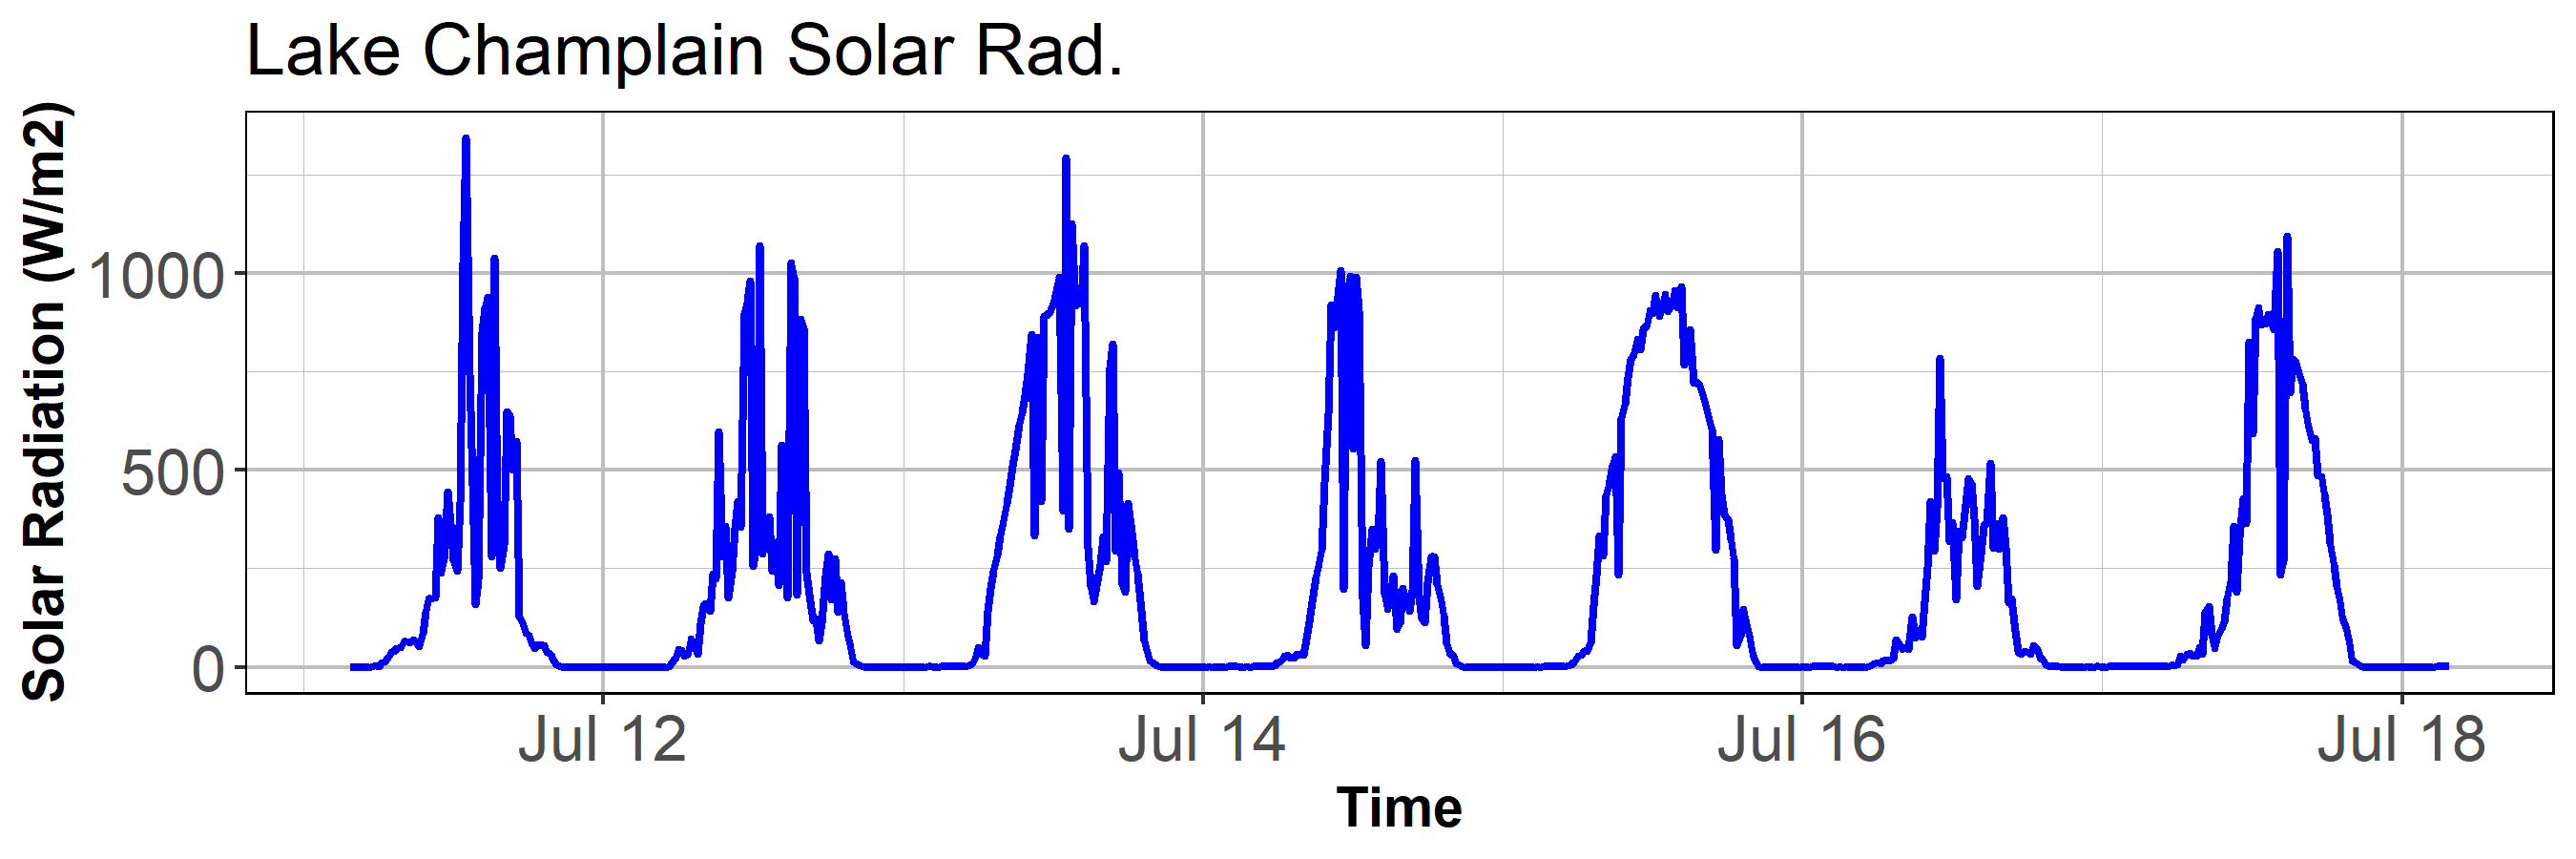 Lake Champlain Solar Rad.
Solar Radiation (W/m2)
1000
500
0
Jul 12
Jul 14
Jul 16
Jul 18
Time